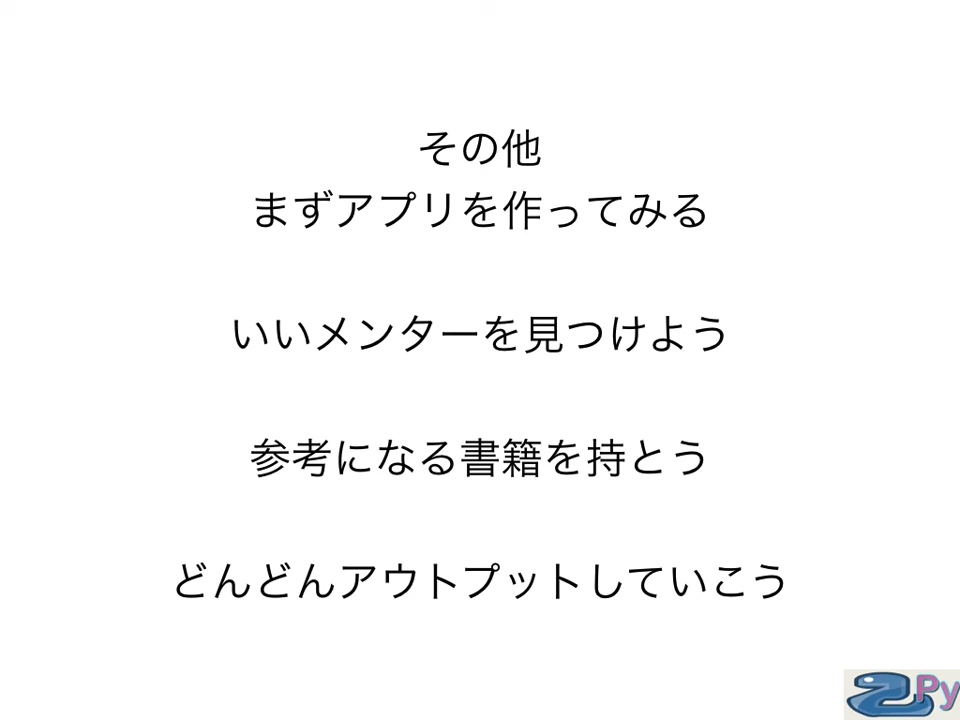 その他
まずアプリを作ってみる
いいメンターを見つけよう
参考になる書籍を持とう
どんどんアウトプットしていこう
Py